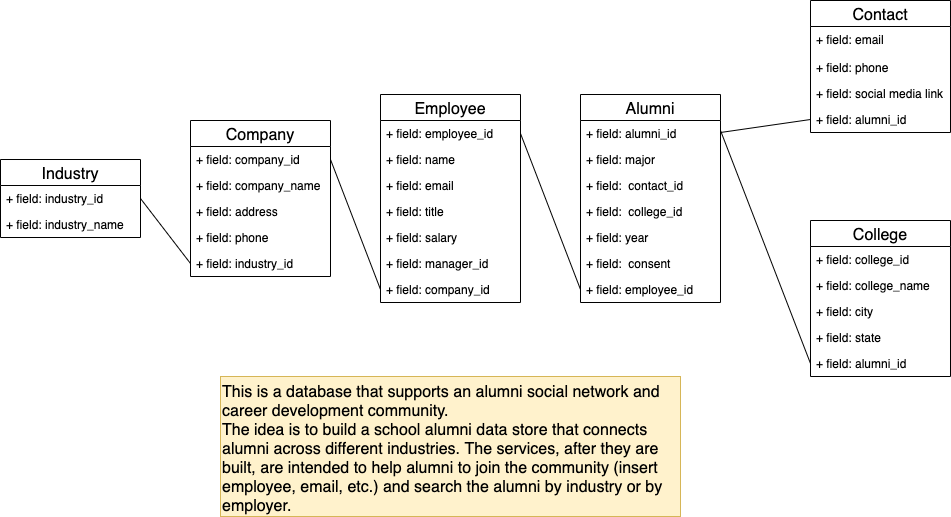 Industry
+ field: industry_id
+ field: industry_name
Company
+ field: company_id
+ field: company_name
+ field: address
+ field: phone
+ field: industry_id
Employee
+ field: employee_id
+ field: name
+ field: email
+ field: title
+ field: salary
+ field: manager_id
+ field: company_id
Alumni
+ field: alumni_id
+ field: major
+ field:  contact_id
+ field:  college_id
+ field: year
+ field:  consent
+ field: employee_id
Contact
+ field: email
+ field: phone
+ field: social media link
+ field: alumni_id
College
+ field: college_id
+ field: college_name
+ field: city
+ field: state
+ field: alumni_id
This is a database that supports an alumni social network and
career development community.
The idea is to build a school alumni data store that connects
alumni across different industries. The services, after they are
built, are intended to help alumni to join the community (insert
employee, email, etc.) and search the alumni by industry or by
employer.